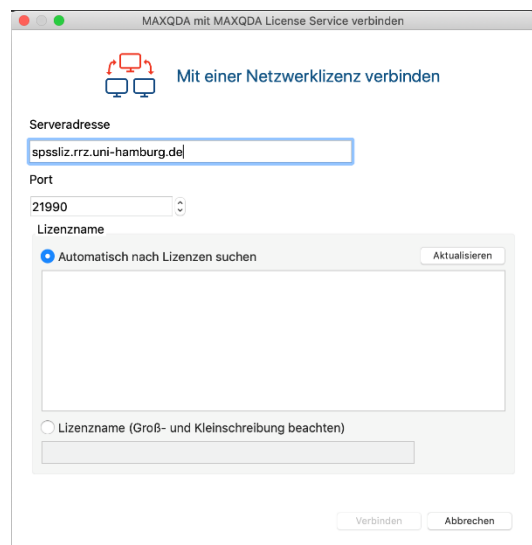 MAXQDA mit MAXQDA License Service verbinden
Mit einer Netzwerklizenz verbinden
Serveradresse
spssliz.rrz.uni-hamburg.de
Port
21990
Lizenzname
Automatisch nach Lizenzen suchen
Aktualisieren
Lizenzname (Groß- und Kleinschreibung beachten)
Verbinden
Abbrechen